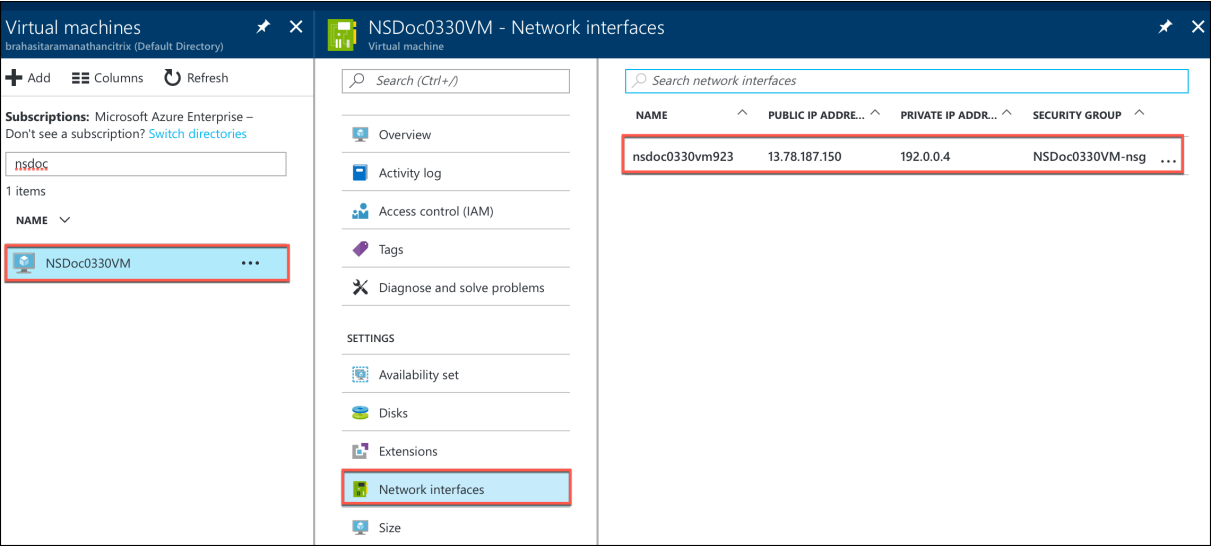 Virtual machines
brahasitaramanathancitrix (Default Directory)
Add Columns Refresh
Subscriptions: Microsoft Azure Enterprise –
Don't see a subscription? Switch directories
nsdoc
1 items
NAME
NSDoc0330VM
NSDoc0330VM - Network interfaces
Virtual machine
Search (Ctrl+/)
Overview
Activity log
Access control (IAM)
Tags
Diagnose and solve problems
SETTINGS
Availability set
Disks
Extensions
Network interfaces
Size
Search network interfaces
NAME PUBLIC IP ADDRE... PRIVATE IP ADDR... SECURITY GROUP
nsdoc0330vm923 13.78.187.150 192.0.0.4 NSDoc0330VM-nsg ...